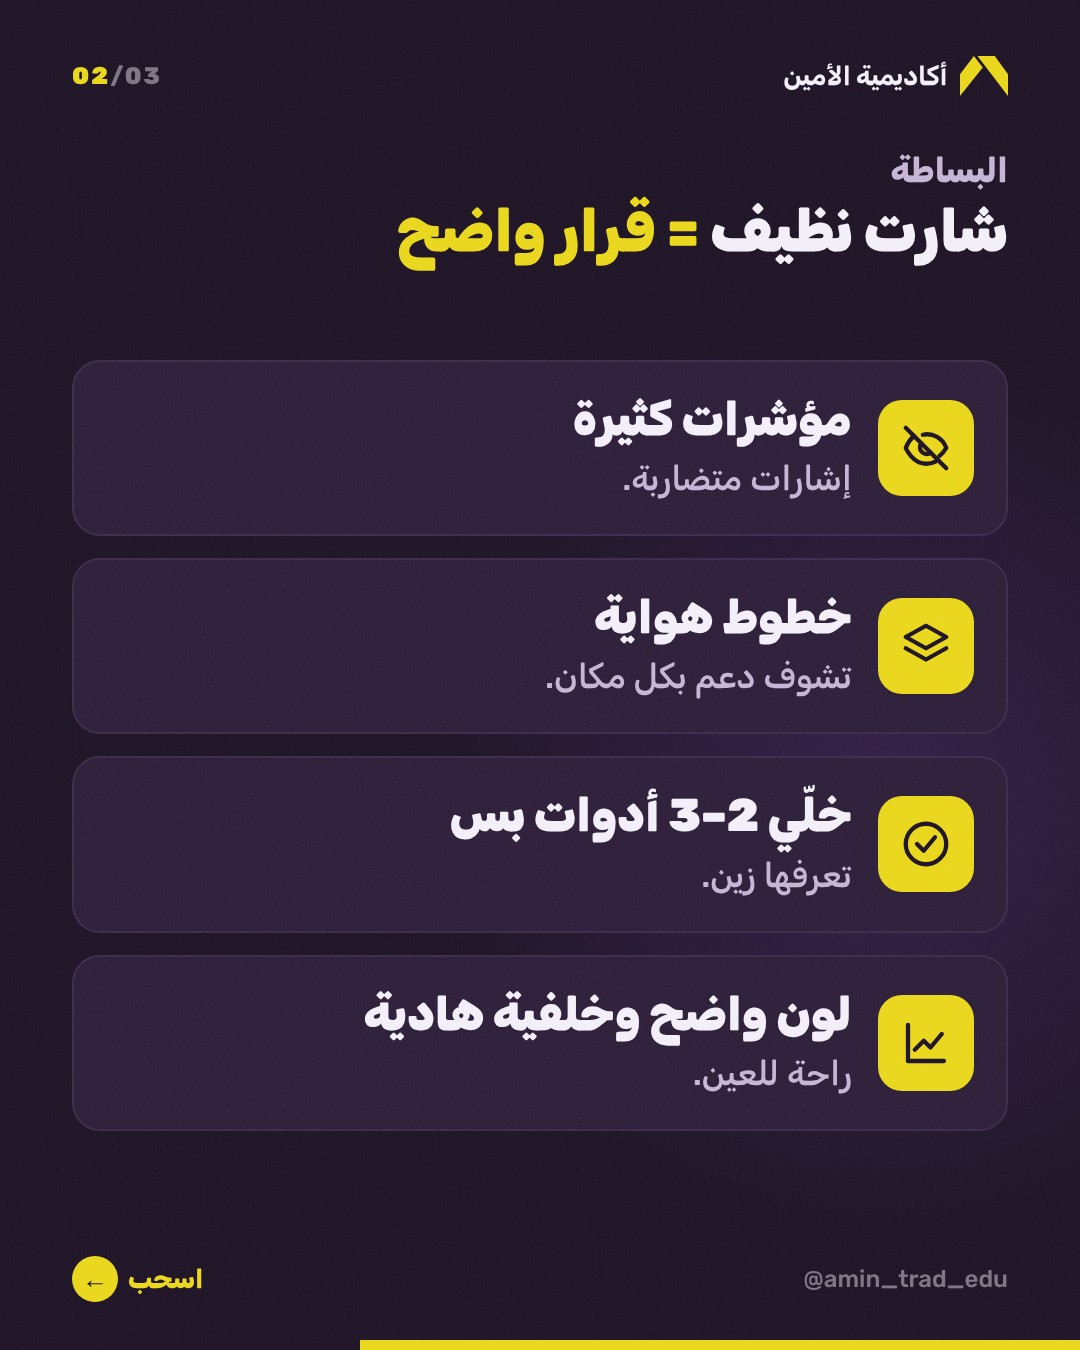 أكاديمية الأمين
02/03
البساطة
شارت نظيف = قرار واضح
مؤشرات كثيرة
إشارات متضاربة.
خطوط هواية
تشوف دعم بكل مكان.
خلّي 2–3 أدوات بس
تعرفها زين.
لون واضح وخلفية هادية
راحة للعين.
@amin_trad_edu
اسحب ←